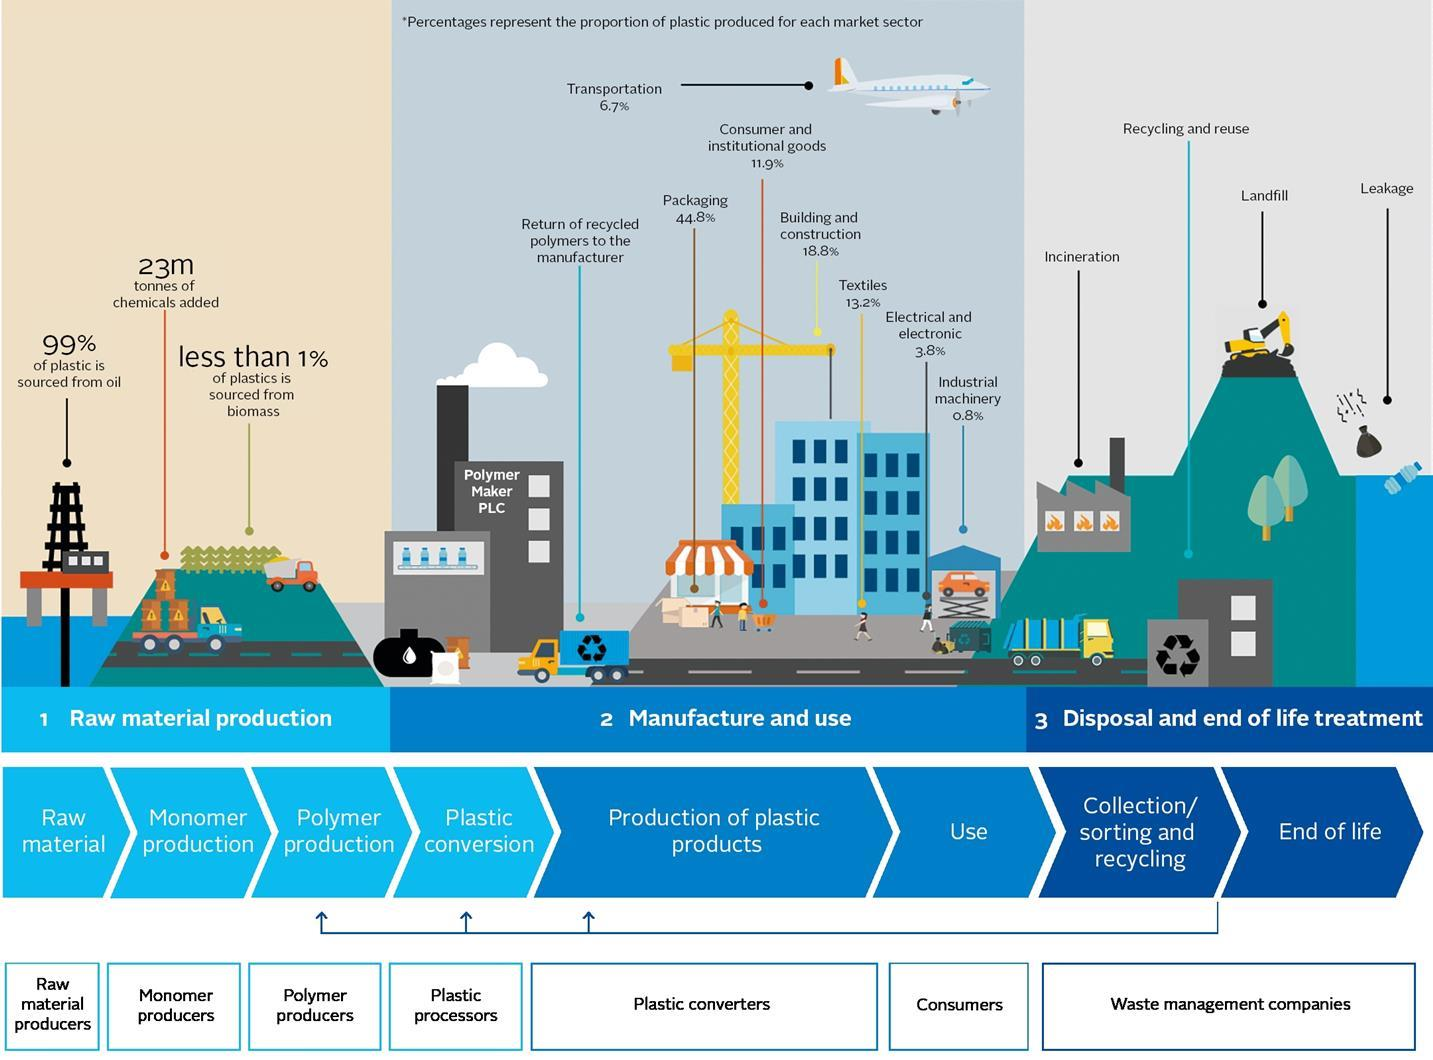 *Percentages represent the proportion of plastic produced for each market sector
Transportation
6.7%
Consumer and
institutional goods
11.9%
Packaging
44.8%
Return of recycled
polymers to the
manufacturer
Building and
construction
18.8%
Textiles
13.2%
Electrical and
electronic
3.8%
Industrial
machinery
0.8%
Recycling and reuse
Landfill
Leakage
Incineration
23m
tonnes of
chemicals added
99%
of plastic is
sourced from oil
less than 1%
of plastics is
sourced from
biomass
Polymer
Maker
PLC
1 Raw material production
2 Manufacture and use
3 Disposal and end of life treatment
Raw
material
Monomer
production
Polymer
production
Plastic
conversion
Production of plastic
products
Use
Collection/
sorting and
recycling
End of life
Raw
material
producers
Monomer
producers
Polymer
producers
Plastic
processors
Plastic converters
Consumers
Waste management companies